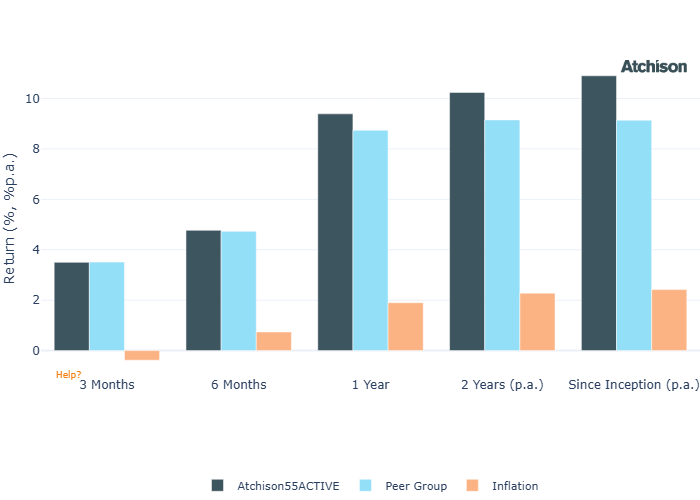 Atchison
10
8
6
4
2
0
Return (%, %p.a.)
Help?
3 Months
6 Months
1 Year
2 Years (p.a.)
Since Inception (p.a.)
Atchison55ACTIVE
Peer Group
Inflation